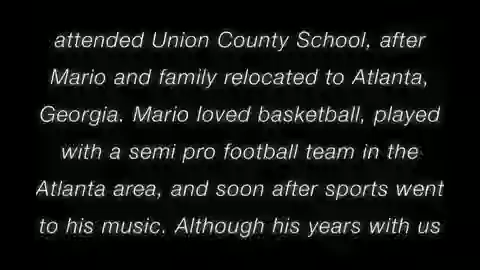 attended Union County School, after
Mario and family relocated to Atlanta,
Georgia. Mario loved basketball, played
with a semi pro football team in the
Atlanta area, and soon after sports went
to his music. Although his years with us